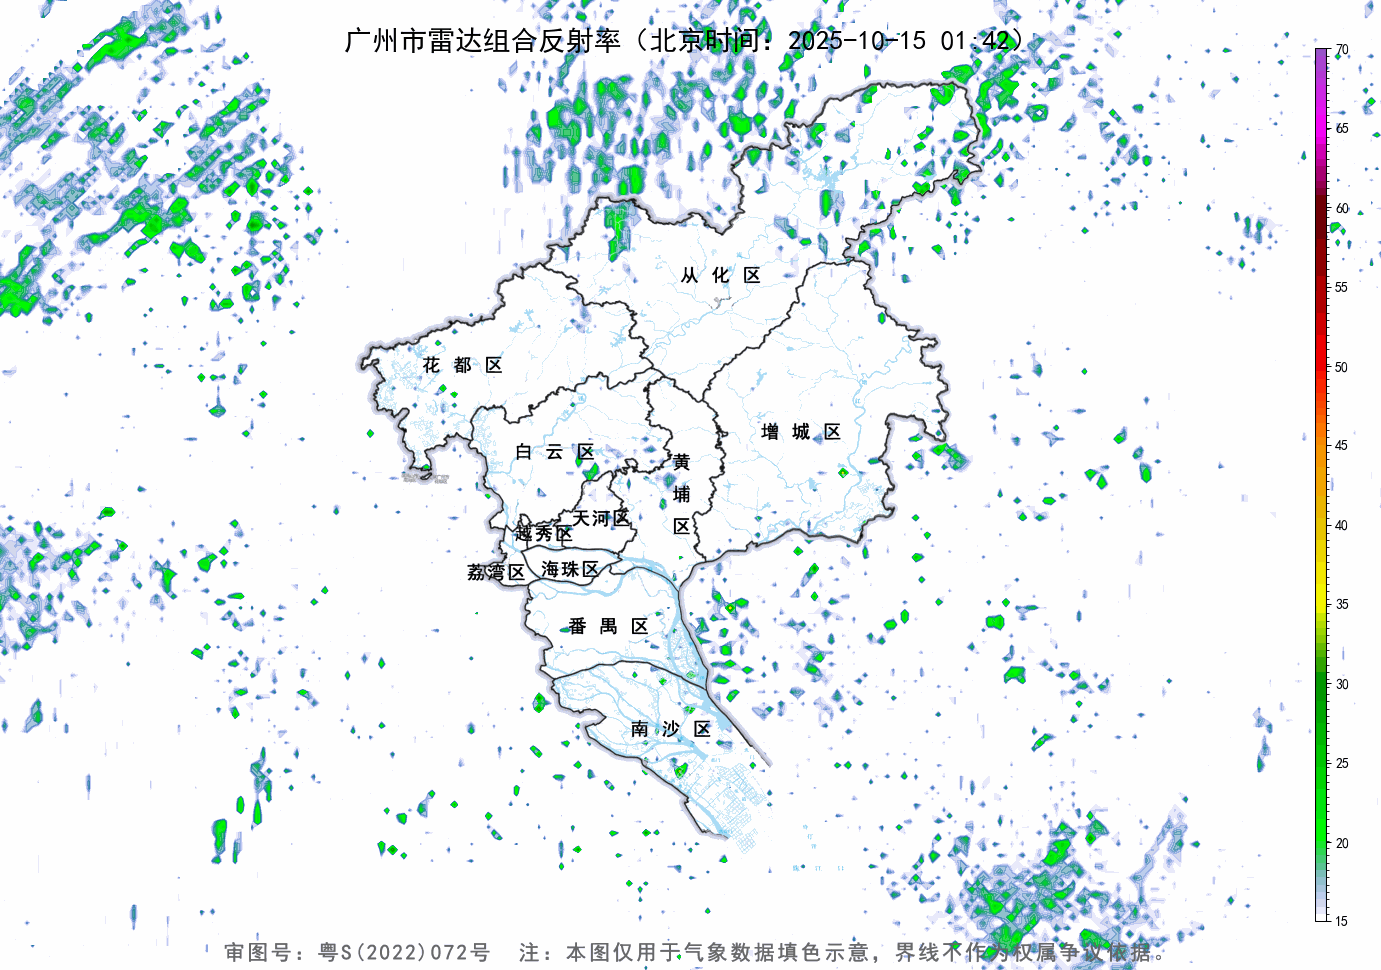 广州市雷达组合反射率（北京时间：2025-10-15 01:42）
70
65
60
55
50
45
40
35
30
25
20
15
从化区
花都区
增城区
白云区
黄埔区
天河区
越秀区
荔湾区
海珠区
番禺区
南沙区
审图号：粤S(2022)072号 注：本图仅用于气象数据填色示意，界线不作为权属争议依据。